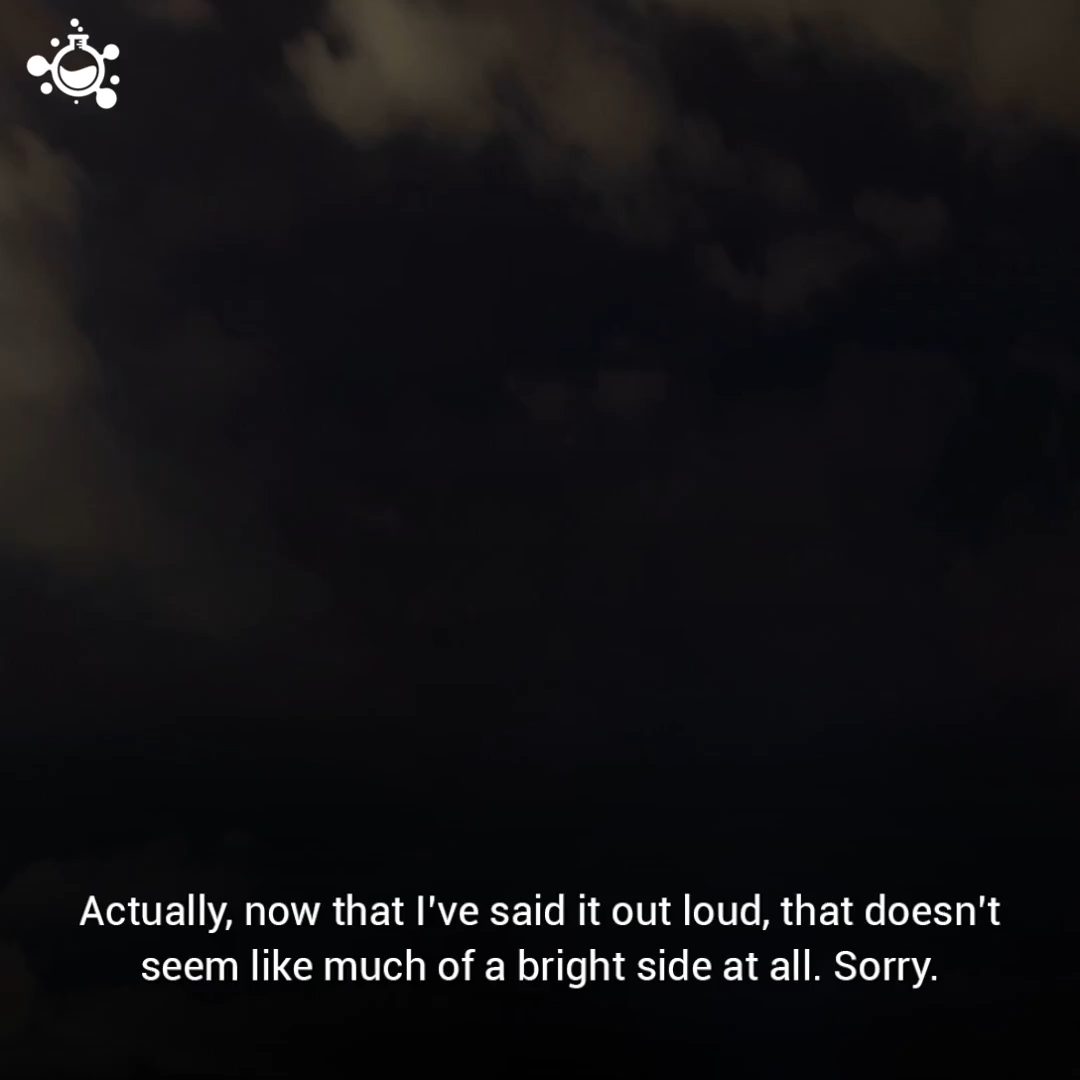 Actually, now that I've said it out loud, that doesn't
seem like much of a bright side at all. Sorry.